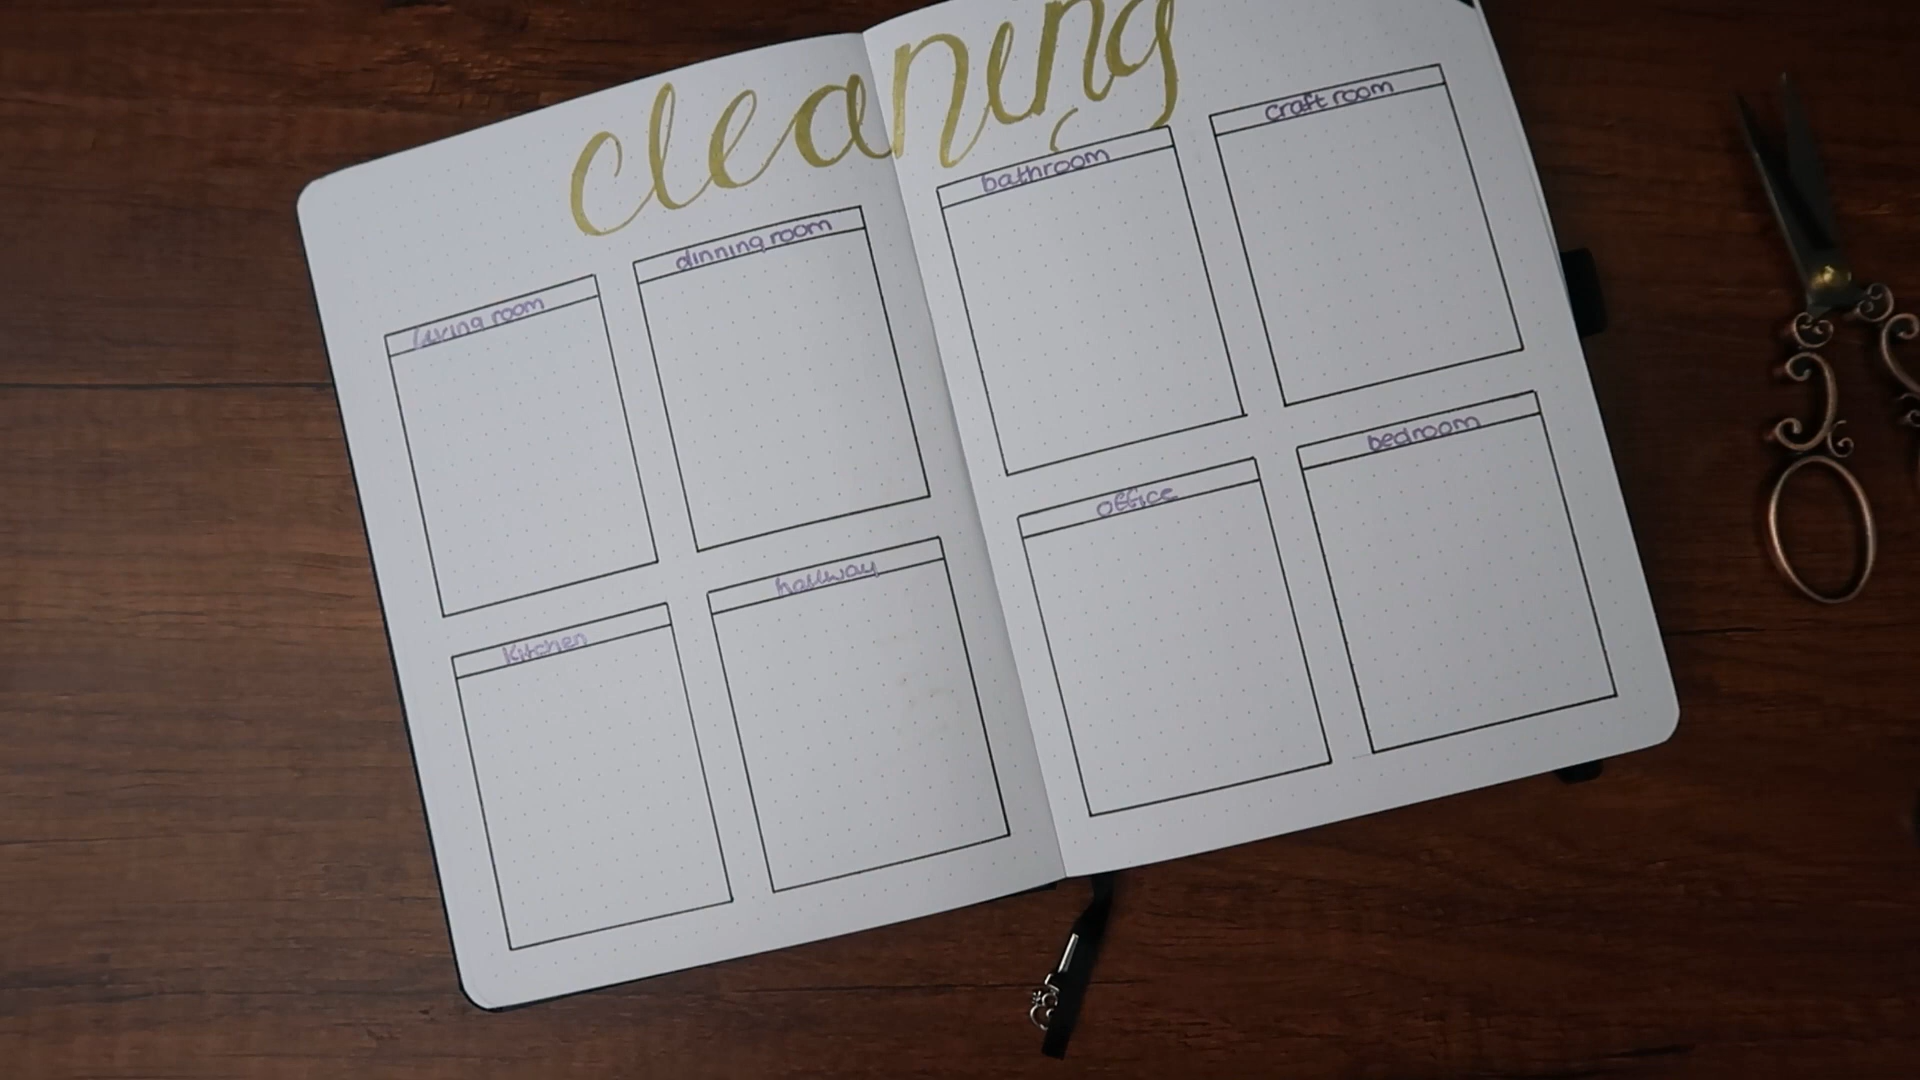 cleaning
living room
dinning room
kitchen
hallway
bathroom
craft room
office
bedroom